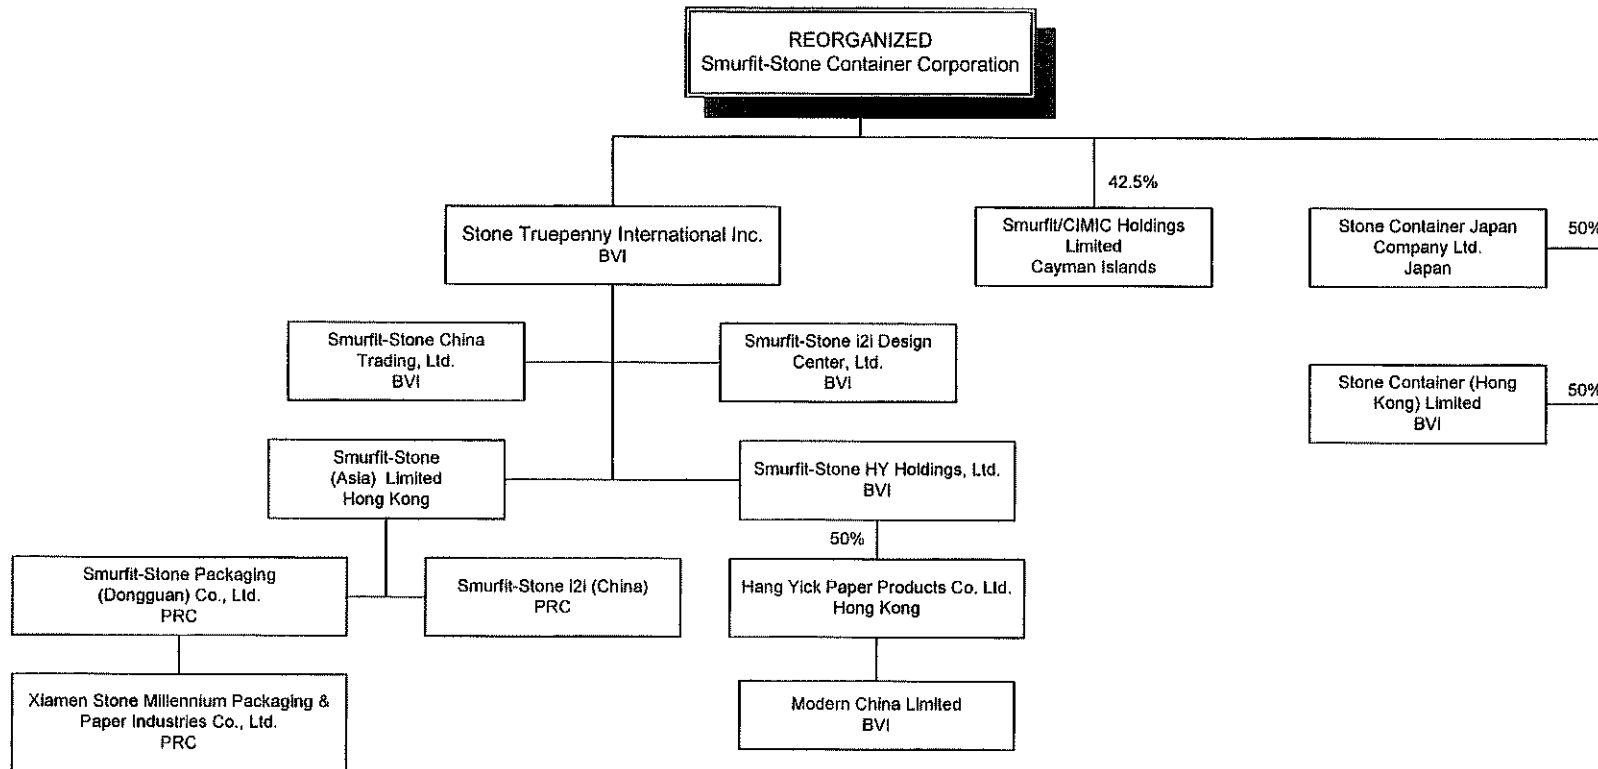 REORGANIZED
Smurfit-Stone Container Corporation
42.5%
Stone Truepenny International Inc.
BVI
Smurfit/CIMIC Holdings
Limited
Cayman Islands
Stone Container Japan
Company Ltd.
Japan
50%
Smurfit-Stone China
Trading, Ltd.
BVI
Smurfit-Stone i2i Design
Center, Ltd.
BVI
Stone Container (Hong
Kong) Limited
BVI
50%
Smurfit-Stone
(Asia) Limited
Hong Kong
Smurfit-Stone HY Holdings, Ltd.
BVI
50%
Smurfit-Stone Packaging
(Dongguan) Co., Ltd.
PRC
Smurfit-Stone i2i (China)
PRC
Hang Yick Paper Products Co. Ltd.
Hong Kong
Xiamen Stone Millennium Packaging &
Paper Industries Co., Ltd.
PRC
Modern China Limited
BVI